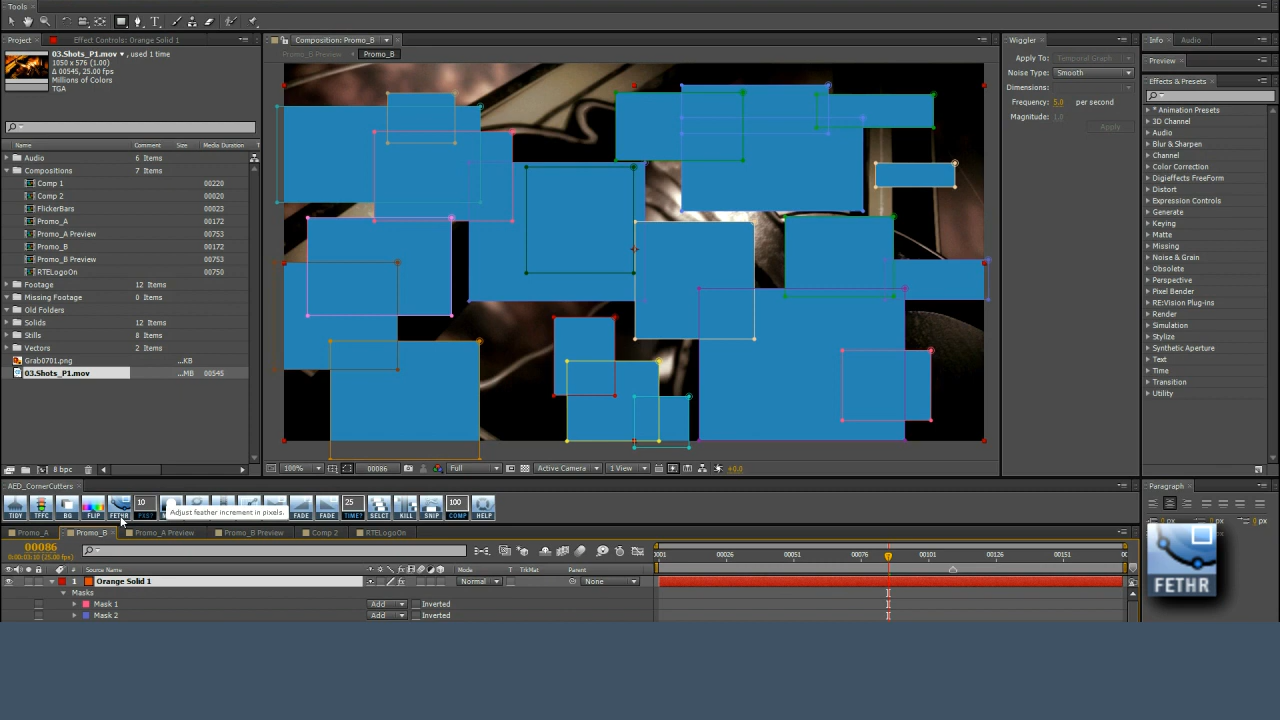 Tools
Project
Effect Controls: Orange Solid 1
Composition: Promo_B
Wiggler
Info
Audio
03.Shots_P1.mov ▾ , used 1 time
1050 x 576 (1.00)
Δ 00545, 25.00 fps)
Millions of Colors
TGA
Promo_B Preview
Promo_B
Apply To: Temporal Graph
Noise Type: Smooth
Dimensions:
Frequency: 5.0 per second
Magnitude: 1.0
Apply
Preview
Effects & Presets
* Animation Presets
3D Channel
Audio
Blur & Sharpen
Channel
Color Correction
Digieffects FreeForm
Distort
Expression Controls
Generate
Keying
Matte
Missing
Noise & Grain
Obsolete
Perspective
Pixel Bender
RE:Vision Plug-ins
Render
Simulation
Stylize
Synthetic Aperture
Text
Time
Transition
Utility
Name Comment Size Media Duration
Audio 6 Items
Compositions 7 Items
Comp 1 00220
Comp 2 00020
FlickerBars 00023
Promo_A 00172
Promo_A Preview 00753
Promo_B 00172
Promo_B Preview 00753
RTELogoOn 00750
Footage 12 Items
Missing Footage 0 Items
Old Folders
Solids 12 Items
Stills 8 Items
Vectors 2 Items
Grab0701.png ...KB
03.Shots_P1.mov ...MB 00545
8 bpc
100% 00086 Full Active Camera 1 View +0.0
AED_CornerCutters
Paragraph
10 25 100
TIDY TFFC BG FLIP FETHR FADE FADE TIME? SELCT KILL SNIP COMP HELP
Adjust feather increment in pixels.
0 px
Promo_A Promo_B Promo_A Preview Promo_B Preview Comp 2 RTELogoOn
00086
0:00:03:10 (25.00 fps)
0001 00026 00051 00076 00101 00126 00151
# Source Name Mode T TrkMat Parent
1 Orange Solid 1 Normal None
Masks
Mask 1 Add Inverted
Mask 2 Add Inverted
FETHR